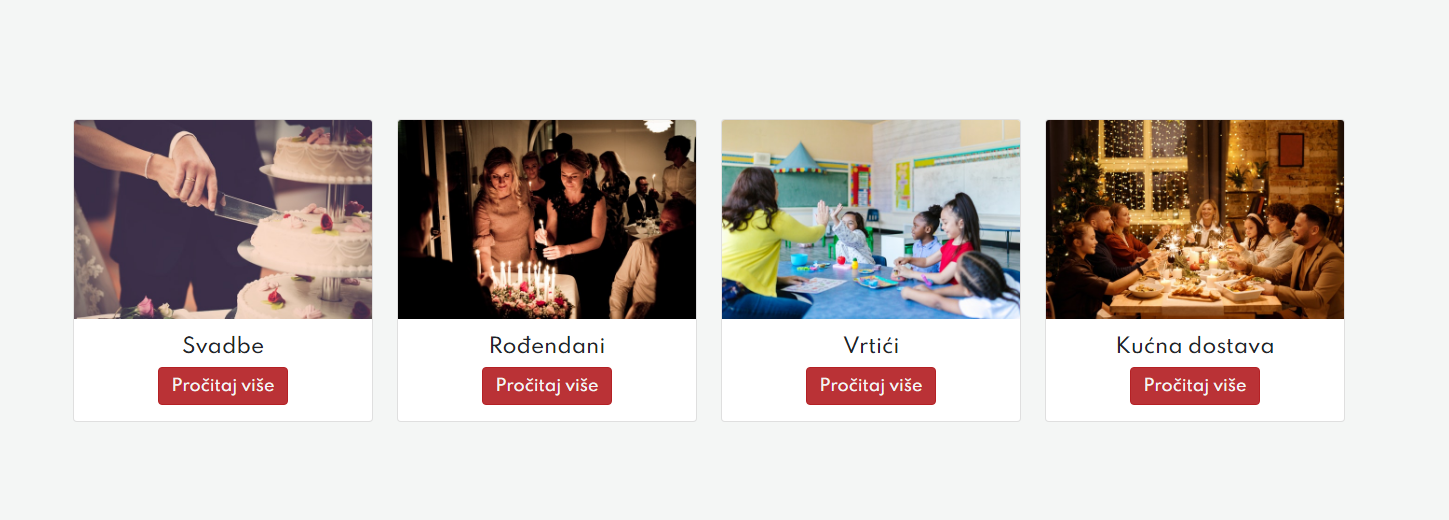 Svadbe
Pročitaj više
Rođendani
Pročitaj više
Vrtići
Pročitaj više
Kućna dostava
Pročitaj više